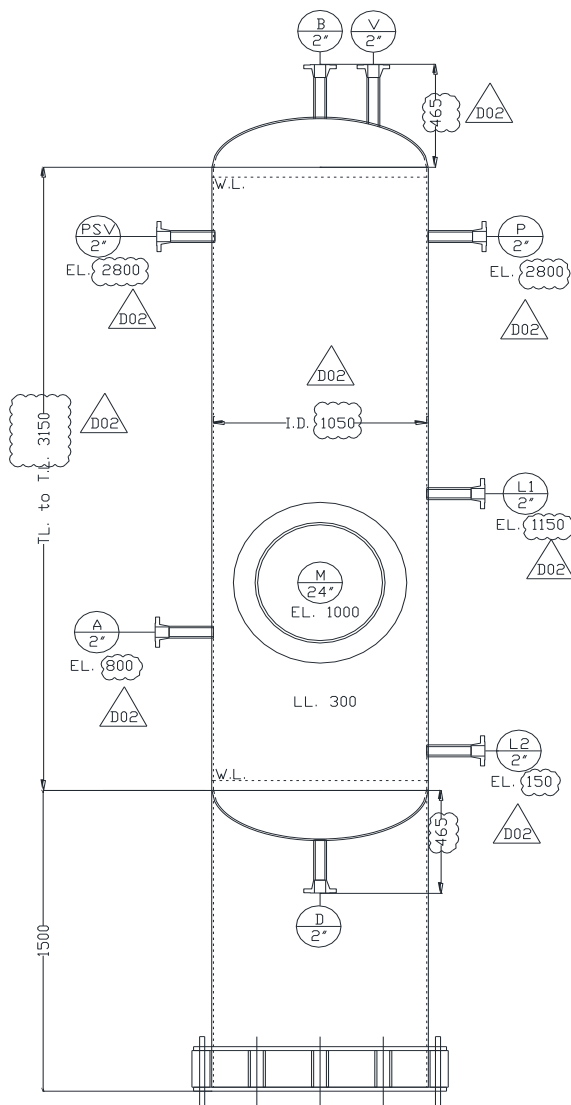 B
2"
V
2"
465
D02
W.L.
PSV
2"
EL. 2800
D02
P
2"
EL. 2800
D02
D02
I.D. 1050
TL. to T.L. 3150
D02
L1
2"
EL. 1150
D02
M
24"
EL. 1000
A
2"
EL. 800
D02
LL. 300
L2
2"
EL. 150
D02
W.L.
465
D
2"
1500